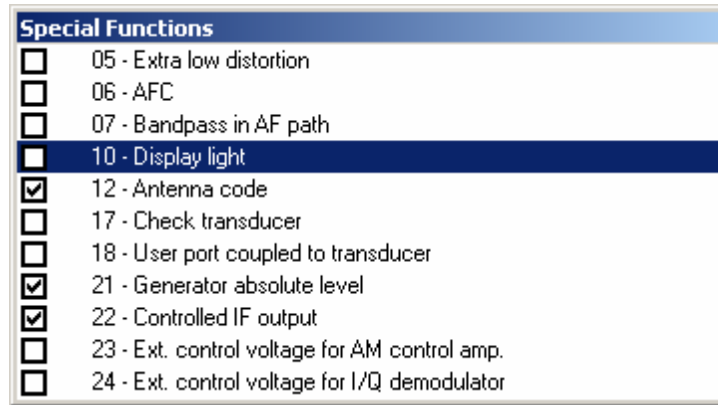 Special Functions
05 - Extra low distortion
06 - AFC
07 - Bandpass in AF path
10 - Display light
12 - Antenna code
17 - Check transducer
18 - User port coupled to transducer
21 - Generator absolute level
22 - Controlled IF output
23 - Ext. control voltage for AM control amp.
24 - Ext. control voltage for I/Q demodulator